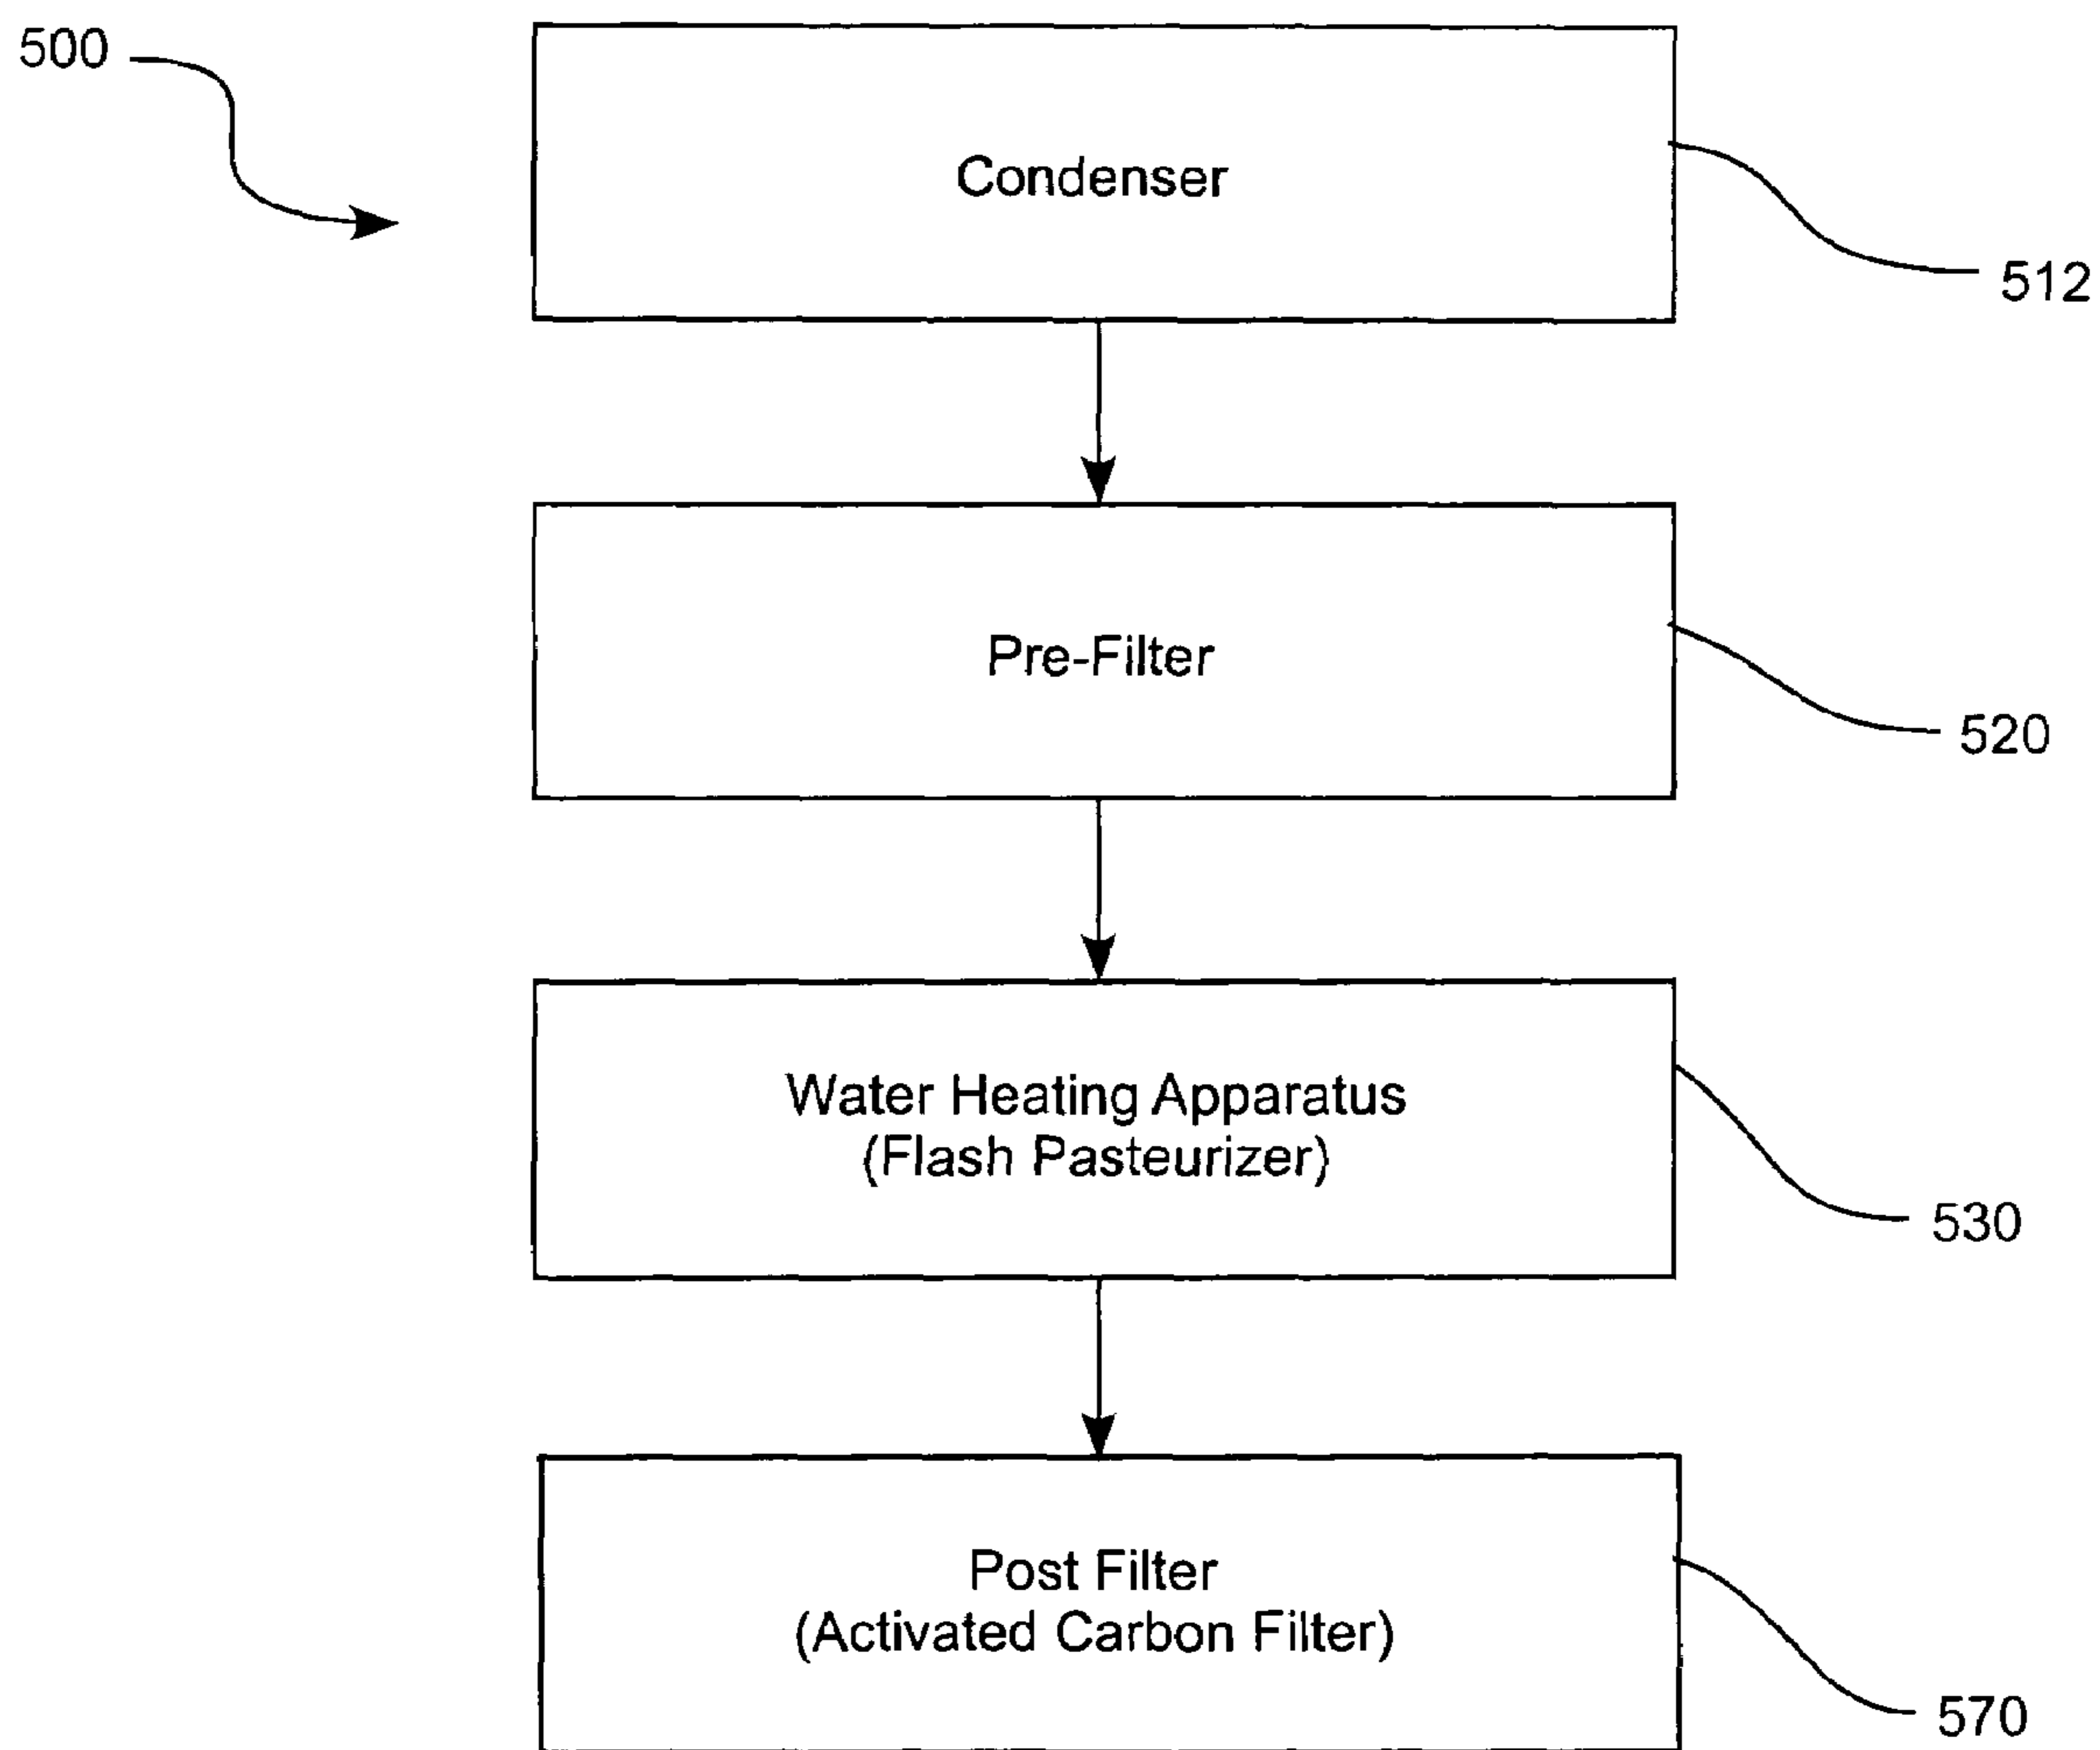 500
Condenser
512
Pre-Filter
520
Water Heating Apparatus
(Flash Pasteurizer)
530
Post Filter
(Activated Carbon Filter)
570